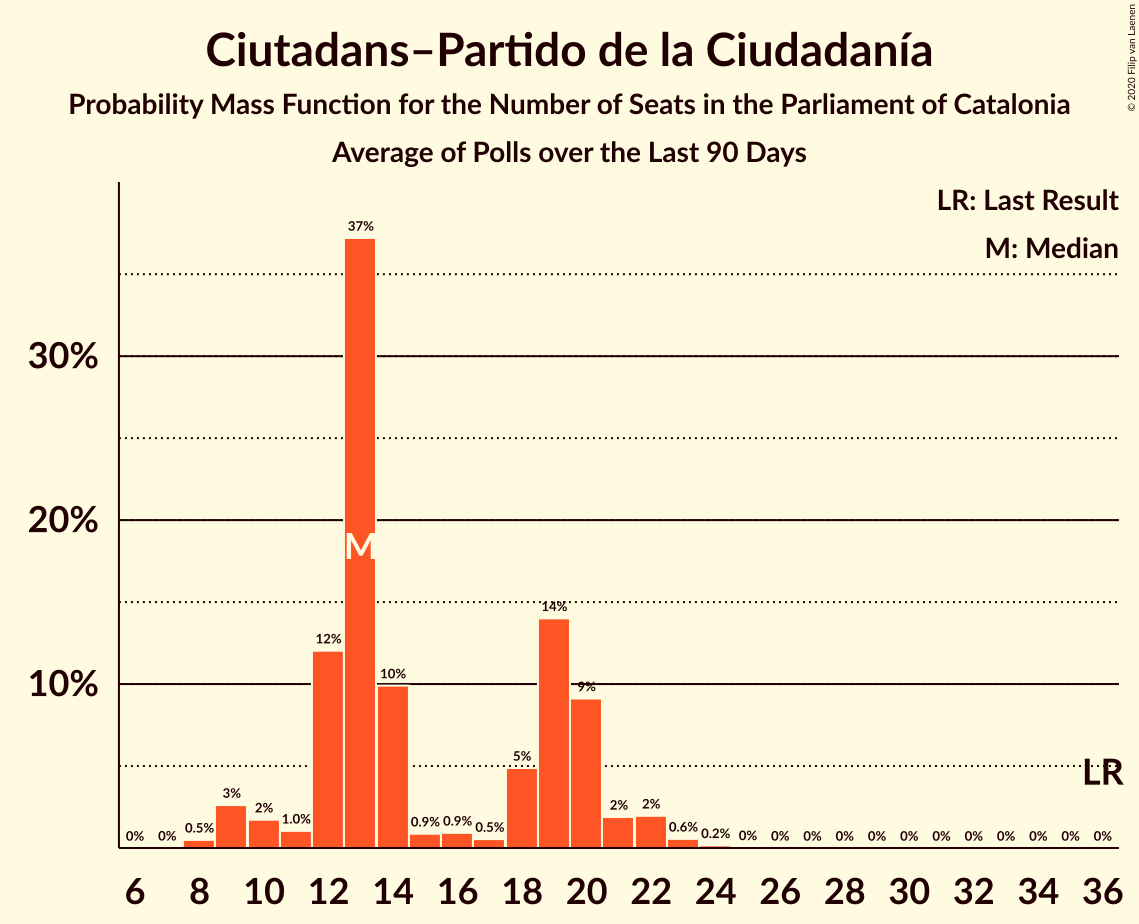 Ciutadans–Partido de la Ciudadanía
Probability Mass Function for the Number of Seats in the Parliament of Catalonia
Average of Polls over the Last 90 Days
© 2020 Filip van Laenen
LR: Last Result
M: Median
30%
20%
10%
0% 0% 0.5% 3% 2% 1.0% 12% 37% 10% 0.9% 0.9% 0.5% 5% 14% 9% 2% 2% 0.6% 0.2% 0% 0% 0% 0% 0% 0% 0% 0% 0% 0% 0% 0%
M
LR
6 8 10 12 14 16 18 20 22 24 26 28 30 32 34 36